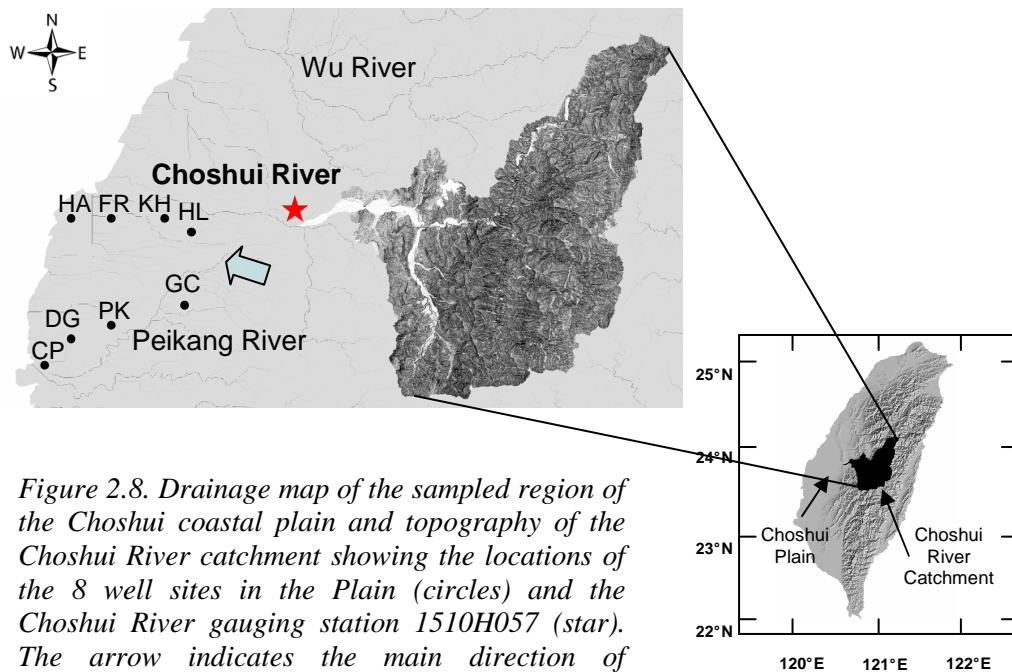 N
W E
S
Wu River
Choshui River
HA FR KH
HL
GC
PK
DG
Peikang River
CP
25°N
24°N
23°N
22°N
Choshui
Plain
Choshui
River
Catchment
120°E 121°E 122°E
Figure 2.8. Drainage map of the sampled region of
the Choshui coastal plain and topography of the
Choshui River catchment showing the locations of
the 8 well sites in the Plain (circles) and the
Choshui River gauging station 1510H057 (star).
The arrow indicates the main direction of